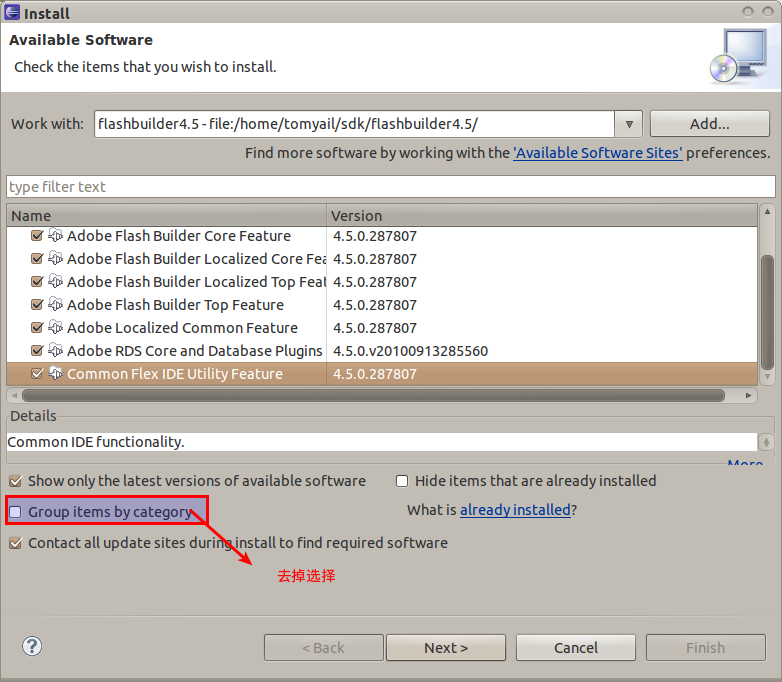 Install
Available Software
Check the items that you wish to install.
Work with: flashbuilder4.5 - file:/home/tomyail/sdk/flashbuilder4.5/ Add...
Find more software by working with the 'Available Software Sites' preferences.
type filter text
Name Version
Adobe Flash Builder Core Feature 4.5.0.287807
Adobe Flash Builder Localized Core Fea 4.5.0.287807
Adobe Flash Builder Localized Top Feat 4.5.0.287807
Adobe Flash Builder Top Feature 4.5.0.287807
Adobe Localized Common Feature 4.5.0.287807
Adobe RDS Core and Database Plugins 4.5.0.v20100913285560
Common Flex IDE Utility Feature 4.5.0.287807
Details
Common IDE functionality.
More
Show only the latest versions of available software Hide items that are already installed
Group items by category What is already installed?
Contact all update sites during install to find required software
去掉选择
? < Back Next > Cancel Finish